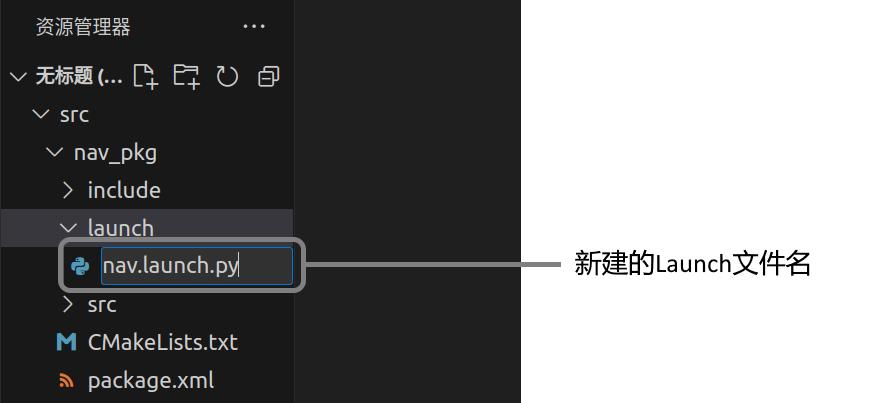 资源管理器 ...
无标题 (...
src
nav_pkg
include
launch
nav.launch.py
新建的Launch文件名
src
CMakeLists.txt
package.xml